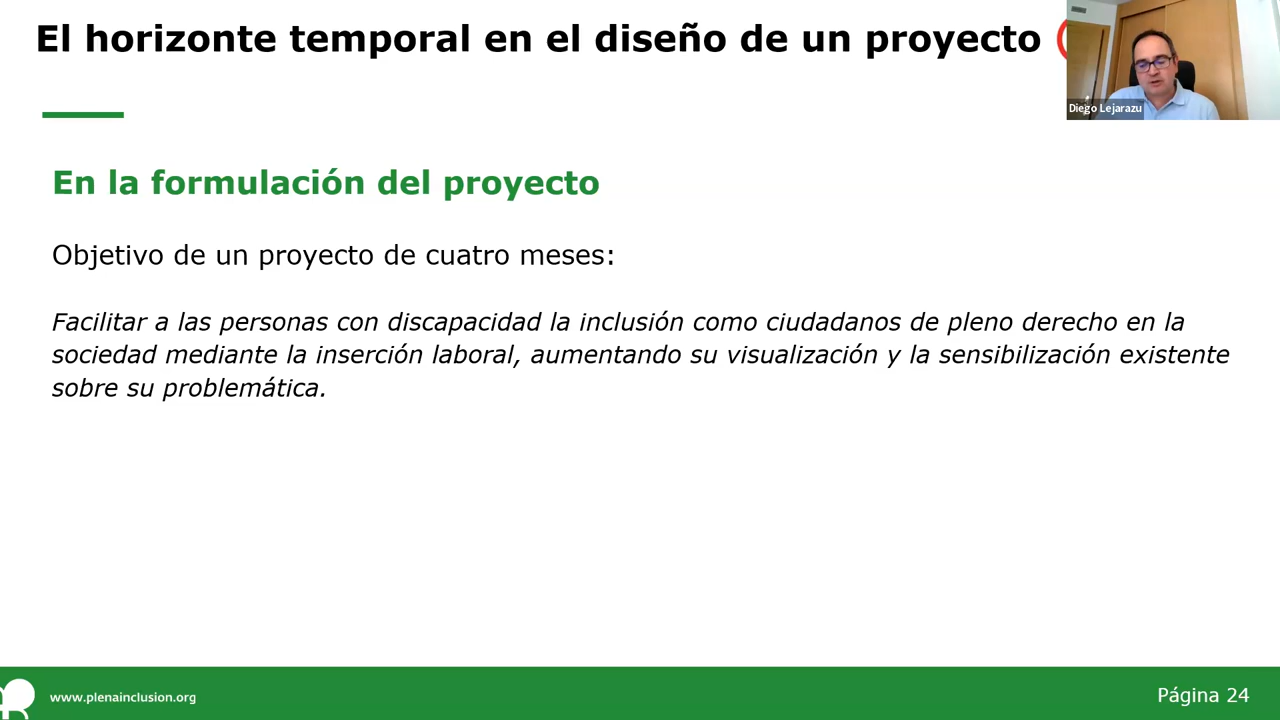 El horizonte temporal en el diseño de un proyecto
Diego Lejarazu
En la formulación del proyecto
Objetivo de un proyecto de cuatro meses:
Facilitar a las personas con discapacidad la inclusión como ciudadanos de pleno derecho en la
sociedad mediante la inserción laboral, aumentando su visualización y la sensibilización existente
sobre su problemática.
www.plenainclusion.org
Página 24